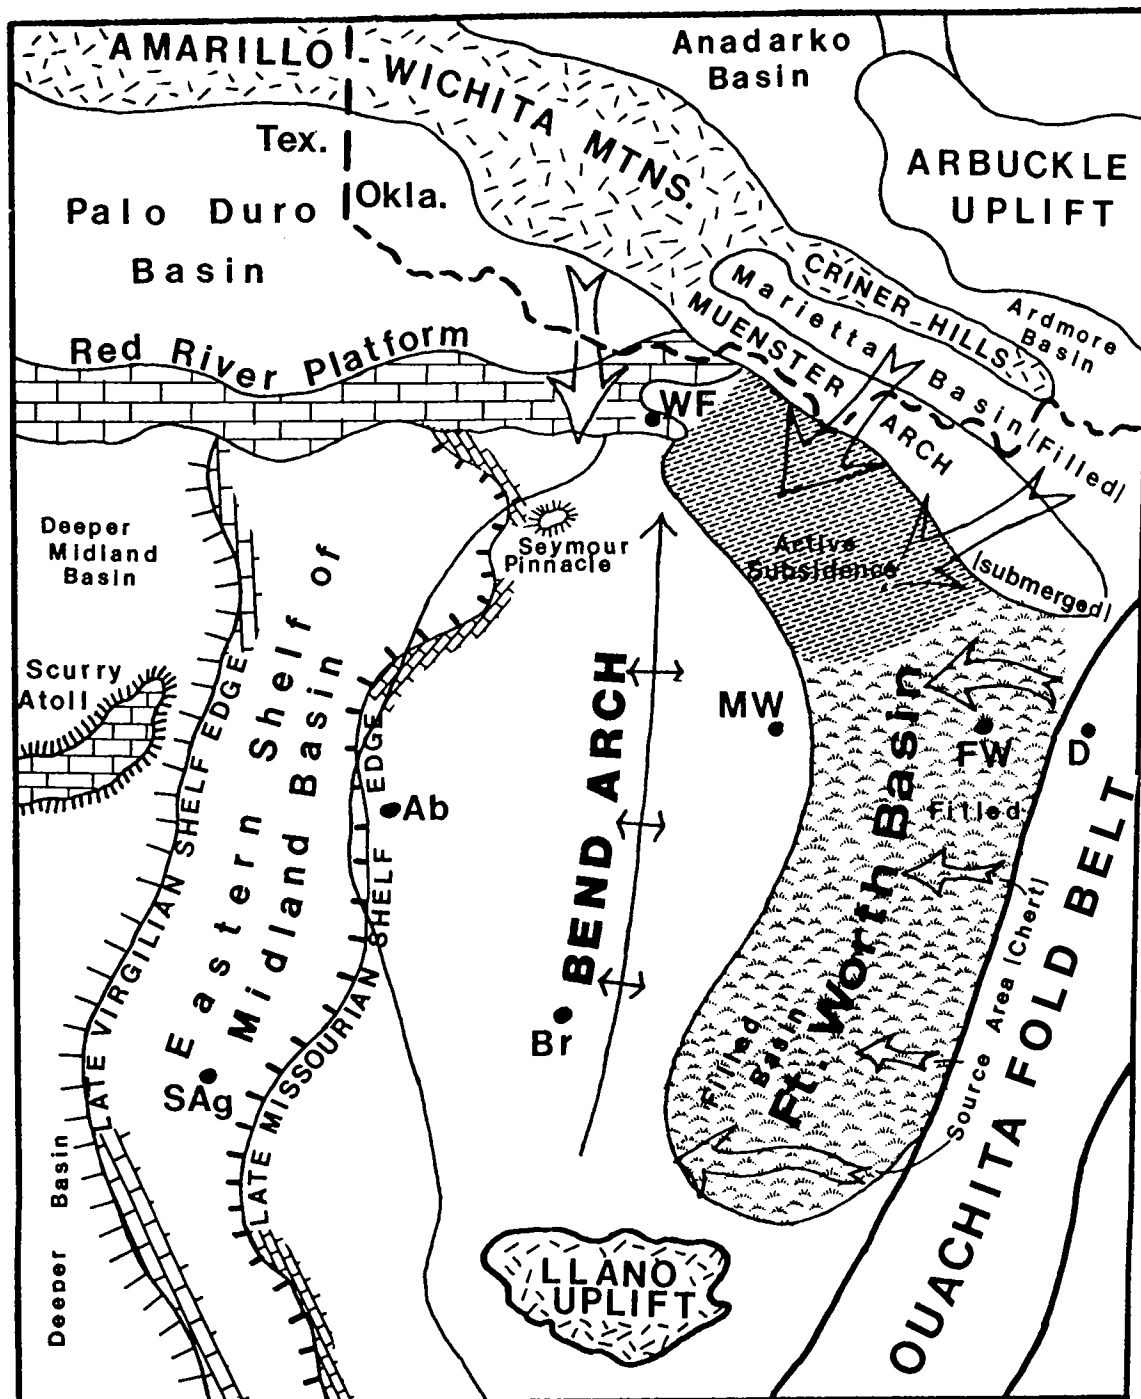 AMARILLO - WICHITA MTNS.
Anadarko
Basin
ARBUCKLE
UPLIFT
Tex.
Okla.
Palo Duro
Basin
CRINER HILLS
Marietta Basin (Filled)
Ardmore
Basin
MUENSTER ARCH
(submerged)
Red River Platform
WF
Deeper
Midland
Basin
Seymour
Pinnacle
Active
Subsidence
Scurry
Atoll
Eastern Shelf of
Midland Basin
LATE VIRGILIAN SHELF EDGE
LATE MISSOURIAN SHELF EDGE
BEND ARCH
MW
FW
D
Filled
Ab
Ft. Worth Basin
Filled
Basin
Br
SAg
Source Area (Chert)
OUACHITA FOLD BELT
Deeper Basin
LLANO
UPLIFT